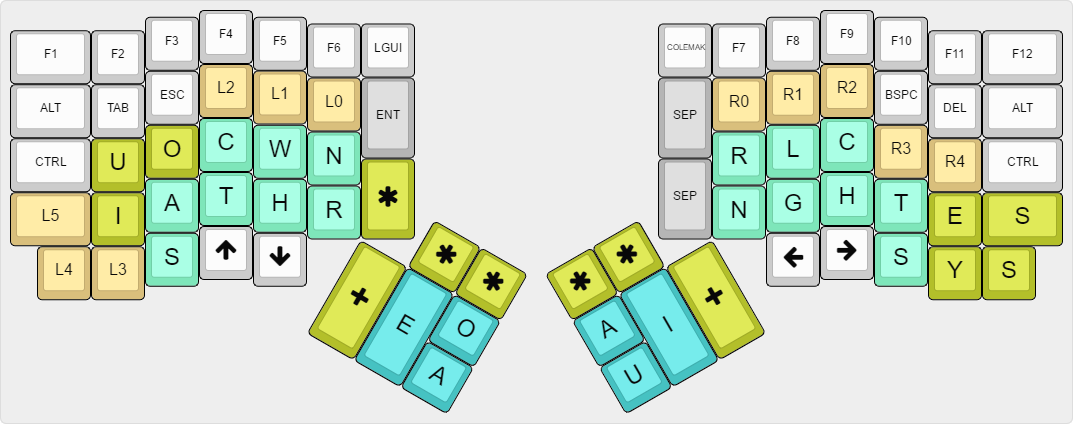 F1 F2 F3 F4 F5 F6 LGUI
ALT TAB ESC L2 L1 L0 ENT
CTRL U O C W N
L5 I A T H R *
L4 L3 S ↑ ↓
* *
+ E O
A
COLEMAK F7 F8 F9 F10 F11 F12
SEP R0 R1 R2 BSPC DEL ALT
R L C R3 R4 CTRL
SEP N G H T E S
← → S Y S
* *
A I +
U